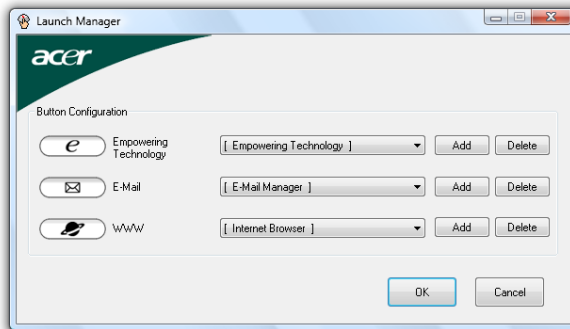 Launch Manager
acer
Button Configuration
e Empowering Technology [ Empowering Technology ] Add Delete
E-Mail [ E-Mail Manager ] Add Delete
WWW [ Internet Browser ] Add Delete
OK Cancel